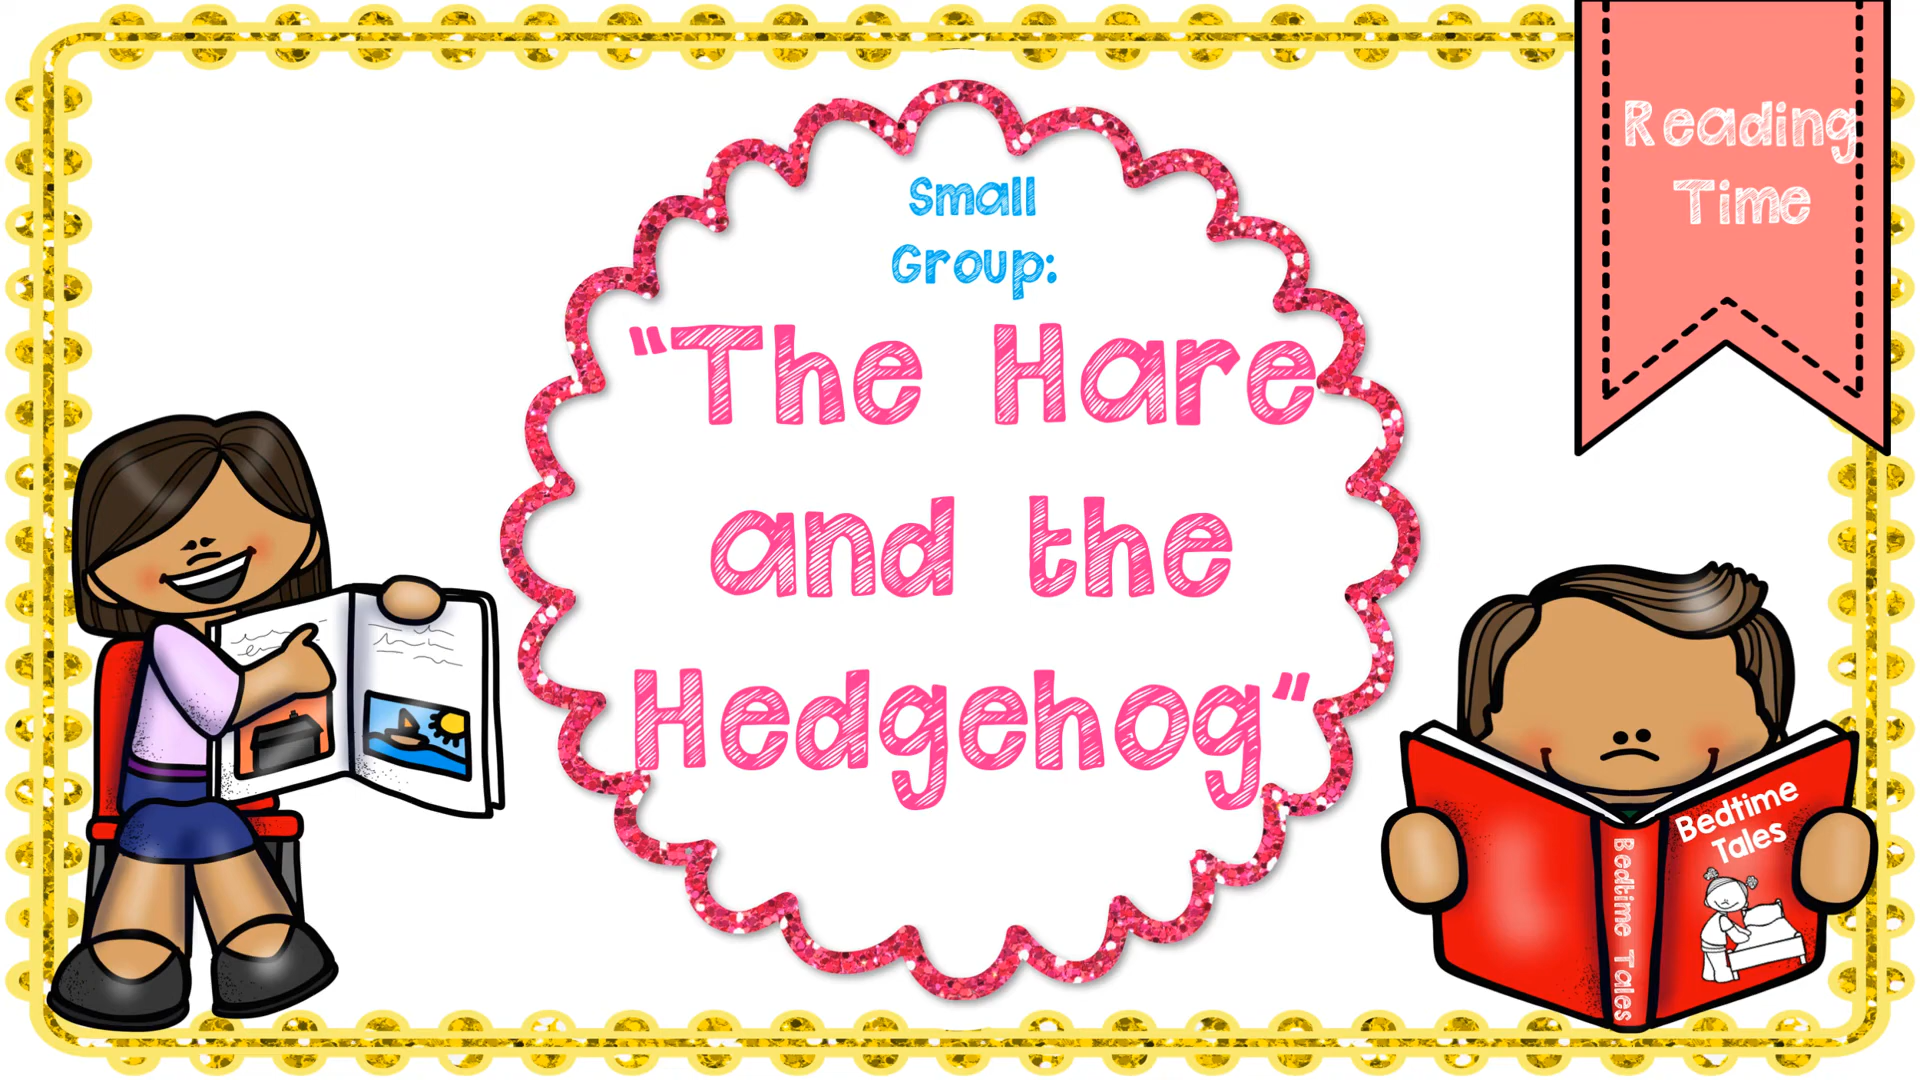 Reading
Time
Small
Group:
"The Hare
and the
Hedgehog"
Bedtime
Tales
Bedtime Tales